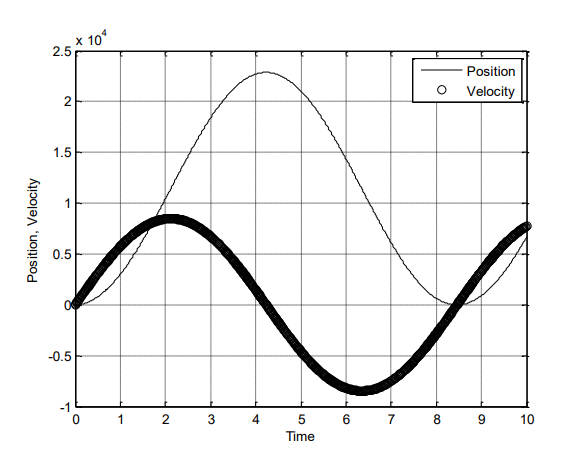 x 10^4
2.5
2
1.5
1
0.5
0
-0.5
-1
Position, Velocity
Position
Velocity
0 1 2 3 4 5 6 7 8 9 10
Time